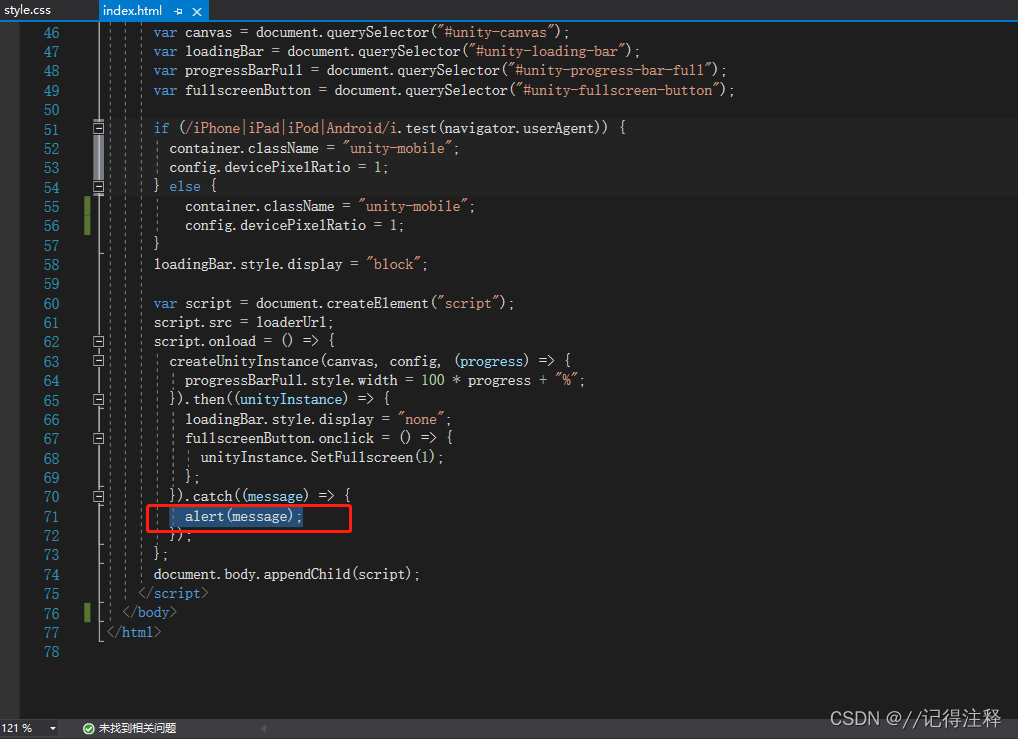 style.css
index.html
46 var canvas = document.querySelector("#unity-canvas");
47 var loadingBar = document.querySelector("#unity-loading-bar");
48 var progressBarFull = document.querySelector("#unity-progress-bar-full");
49 var fullscreenButton = document.querySelector("#unity-fullscreen-button");
50
51 if (/iPhone|iPad|iPod|Android/i.test(navigator.userAgent)) {
52 container.className = "unity-mobile";
53 config.devicePixelRatio = 1;
54 } else {
55 container.className = "unity-mobile";
56 config.devicePixelRatio = 1;
57 }
58 loadingBar.style.display = "block";
59
60 var script = document.createElement("script");
61 script.src = loaderUrl;
62 script.onload = () => {
63 createUnityInstance(canvas, config, (progress) => {
64 progressBarFull.style.width = 100 * progress + "%";
65 }).then((unityInstance) => {
66 loadingBar.style.display = "none";
67 fullscreenButton.onclick = () => {
68 unityInstance.SetFullscreen(1);
69 };
70 }).catch((message) => {
71 alert(message);
72 });
73 };
74 document.body.appendChild(script);
75 </script>
76 </body>
77 </html>
78
121 %
未找到相关问题
CSDN @//记得注释